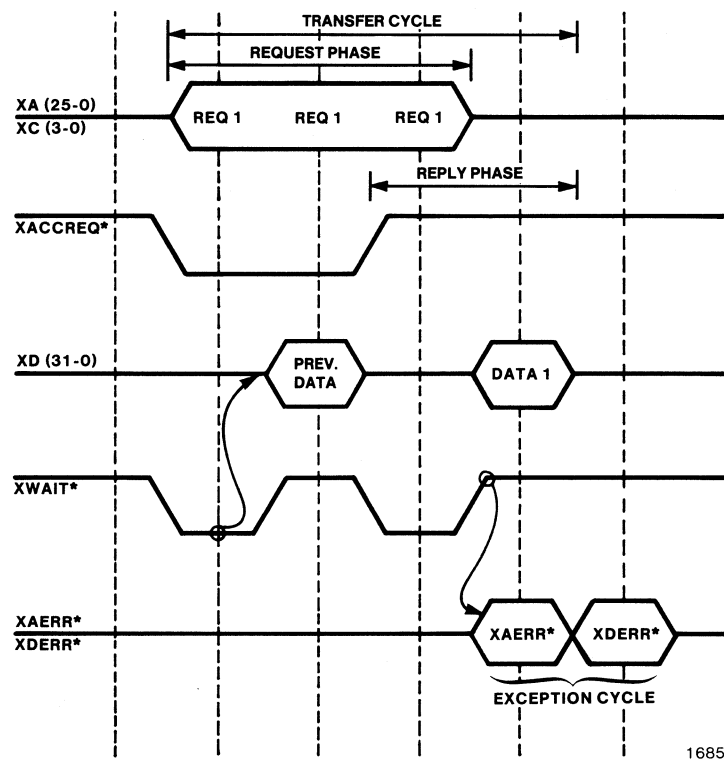 TRANSFER CYCLE
REQUEST PHASE
XA (25-0)
XC (3-0)
REQ 1 REQ 1 REQ 1
REPLY PHASE
XACCREQ*
XD (31-0)
PREV.
DATA
DATA 1
XWAIT*
XAERR*
XDERR*
XAERR* XDERR*
EXCEPTION CYCLE
1685